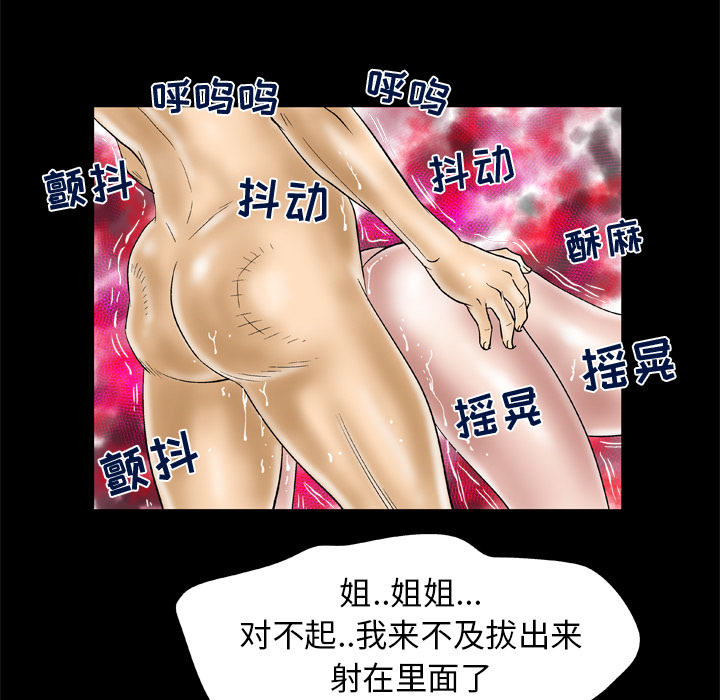 呼呜呜
呼呜
颤抖
抖动
抖动
酥麻
摇晃
摇晃
颤抖
姐..姐姐...
对不起..我来不及拔出来
射在里面了